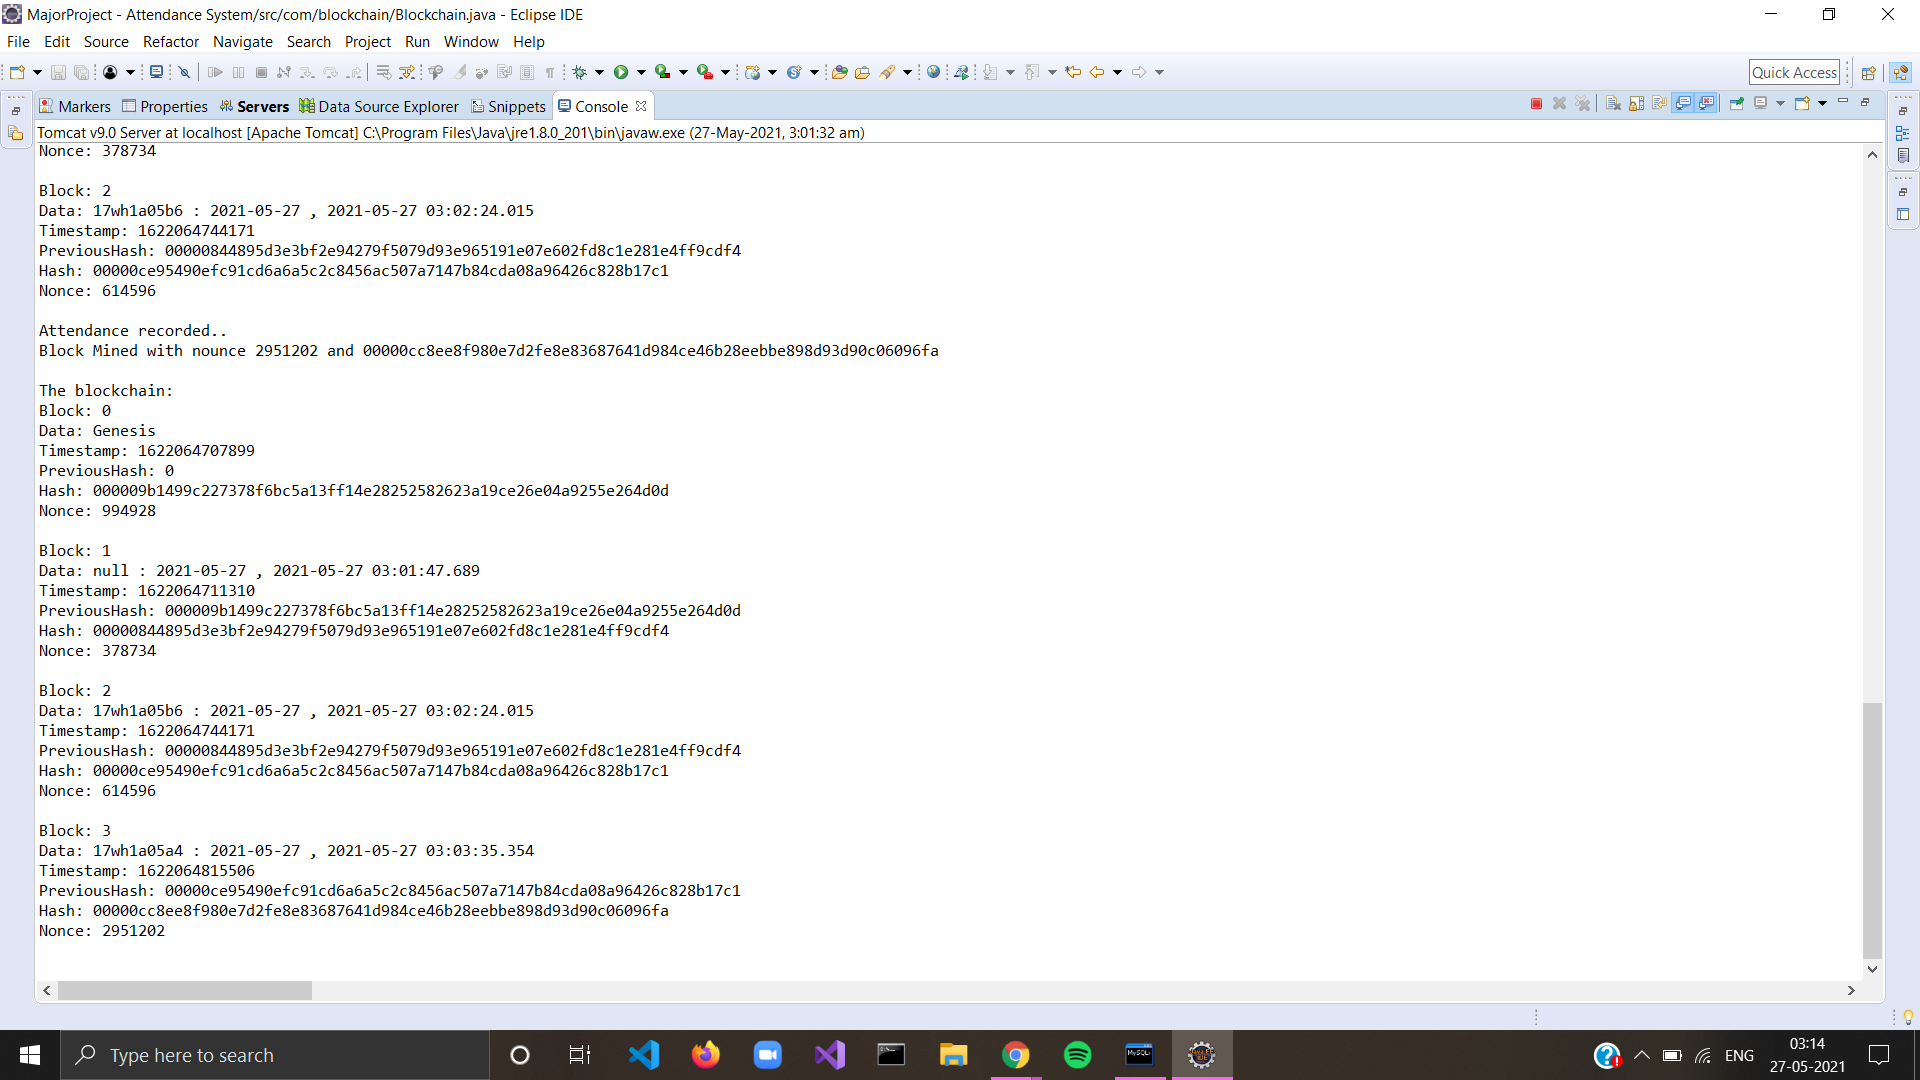 MajorProject - Attendance System/src/com/blockchain/Blockchain.java - Eclipse IDE
File Edit Source Refactor Navigate Search Project Run Window Help
Quick Access
Markers Properties Servers Data Source Explorer Snippets Console
Tomcat v9.0 Server at localhost [Apache Tomcat] C:\Program Files\Java\jre1.8.0_201\bin\javaw.exe (27-May-2021, 3:01:32 am)
Nonce: 378734
Block: 2
Data: 17wh1a05b6 : 2021-05-27 , 2021-05-27 03:02:24.015
Timestamp: 1622064744171
PreviousHash: 00000844895d3e3bf2e94279f5079d93e965191e07e602fd8c1e281e4ff9cdf4
Hash: 00000ce95490efc91cd6a6a5c2c8456ac507a7147b84cda08a96426c828b17c1
Nonce: 614596
Attendance recorded..
Block Mined with nounce 2951202 and 00000cc8ee8f980e7d2fe8e83687641d984ce46b28eebbe898d93d90c06096fa
The blockchain:
Block: 0
Data: Genesis
Timestamp: 1622064707899
PreviousHash: 0
Hash: 000009b1499c227378f6bc5a13ff14e28252582623a19ce26e04a9255e264d0d
Nonce: 994928
Block: 1
Data: null : 2021-05-27 , 2021-05-27 03:01:47.689
Timestamp: 1622064711310
PreviousHash: 000009b1499c227378f6bc5a13ff14e28252582623a19ce26e04a9255e264d0d
Hash: 00000844895d3e3bf2e94279f5079d93e965191e07e602fd8c1e281e4ff9cdf4
Nonce: 378734
Block: 2
Data: 17wh1a05b6 : 2021-05-27 , 2021-05-27 03:02:24.015
Timestamp: 1622064744171
PreviousHash: 00000844895d3e3bf2e94279f5079d93e965191e07e602fd8c1e281e4ff9cdf4
Hash: 00000ce95490efc91cd6a6a5c2c8456ac507a7147b84cda08a96426c828b17c1
Nonce: 614596
Block: 3
Data: 17wh1a05a4 : 2021-05-27 , 2021-05-27 03:03:35.354
Timestamp: 1622064815506
PreviousHash: 00000ce95490efc91cd6a6a5c2c8456ac507a7147b84cda08a96426c828b17c1
Hash: 00000cc8ee8f980e7d2fe8e83687641d984ce46b28eebbe898d93d90c06096fa
Nonce: 2951202
Type here to search
MySQL
ENG
03:14
27-05-2021